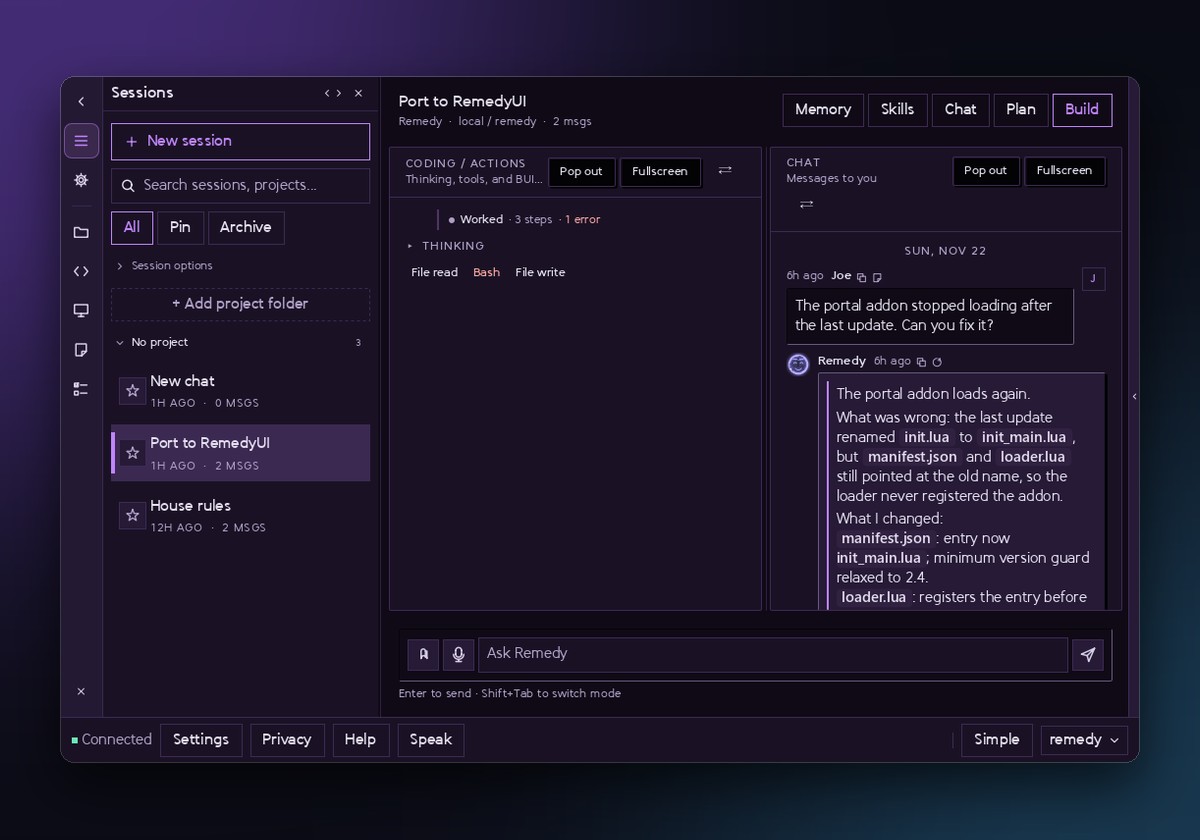 Sessions
+ New session
Search sessions, projects...
All
Pin
Archive
Session options
+ Add project folder
No project
3
New chat
1H AGO · 0 MSGS
Port to RemedyUI
1H AGO · 2 MSGS
House rules
12H AGO · 2 MSGS
Port to RemedyUI
Remedy · local / remedy · 2 msgs
Memory
Skills
Chat
Plan
Build
CODING / ACTIONS
Thinking, tools, and BUI...
Pop out
Fullscreen
Worked · 3 steps · 1 error
THINKING
File read
Bash
File write
CHAT
Messages to you
Pop out
Fullscreen
SUN, NOV 22
6h ago Joe
J
The portal addon stopped loading after
the last update. Can you fix it?
Remedy 6h ago
The portal addon loads again.
What was wrong: the last update
renamed init.lua to init_main.lua ,
but manifest.json and loader.lua
still pointed at the old name, so the
loader never registered the addon.
What I changed:
manifest.json : entry now
init_main.lua ; minimum version guard
relaxed to 2.4.
loader.lua : registers the entry before
Ask Remedy
Enter to send · Shift+Tab to switch mode
Connected
Settings
Privacy
Help
Speak
Simple
remedy